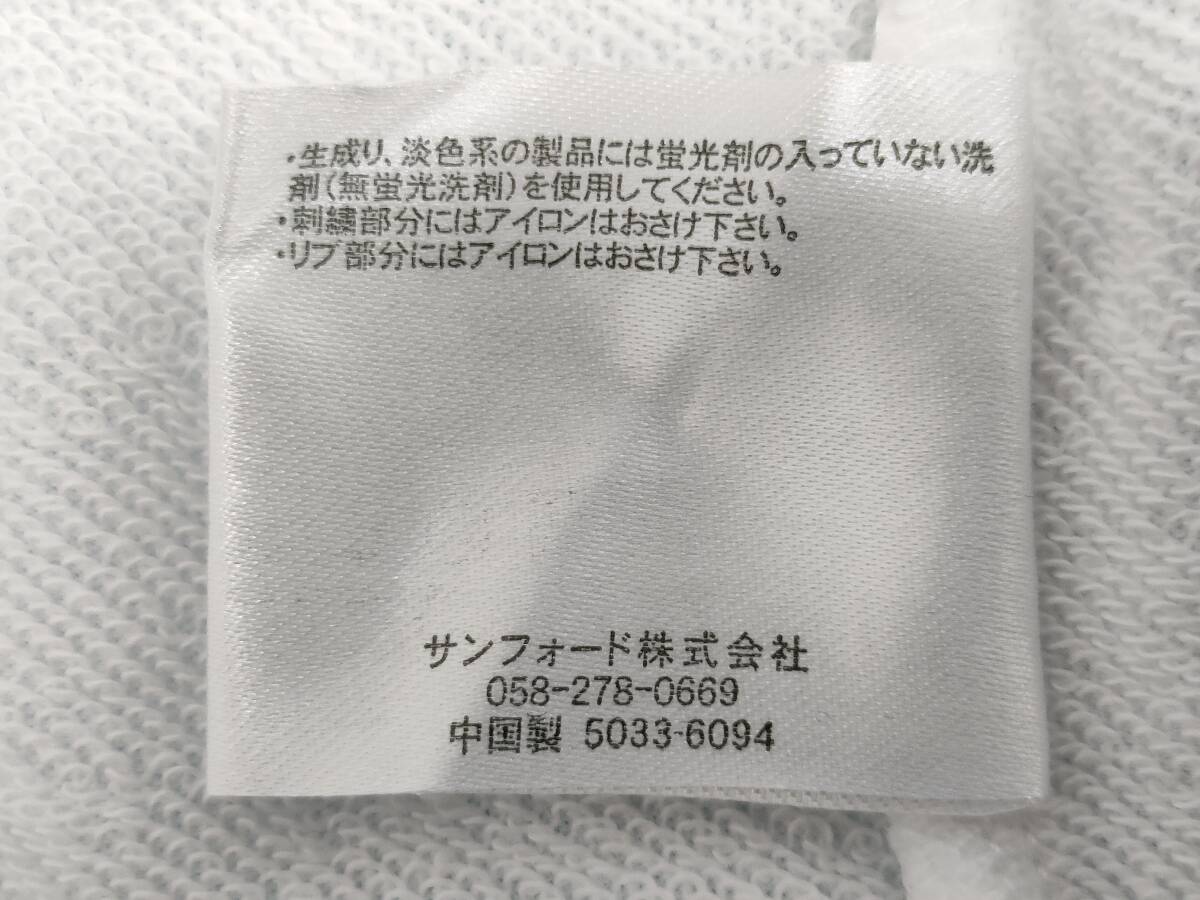 ・生成り、淡色系の製品には蛍光剤の入っていない洗
剤(無蛍光洗剤)を使用してください。
・刺繍部分にはアイロンはおさけ下さい。
・リブ部分にはアイロンはおさけ下さい。
サンフォード株式会社
058-278-0669
中国製 5033-6094